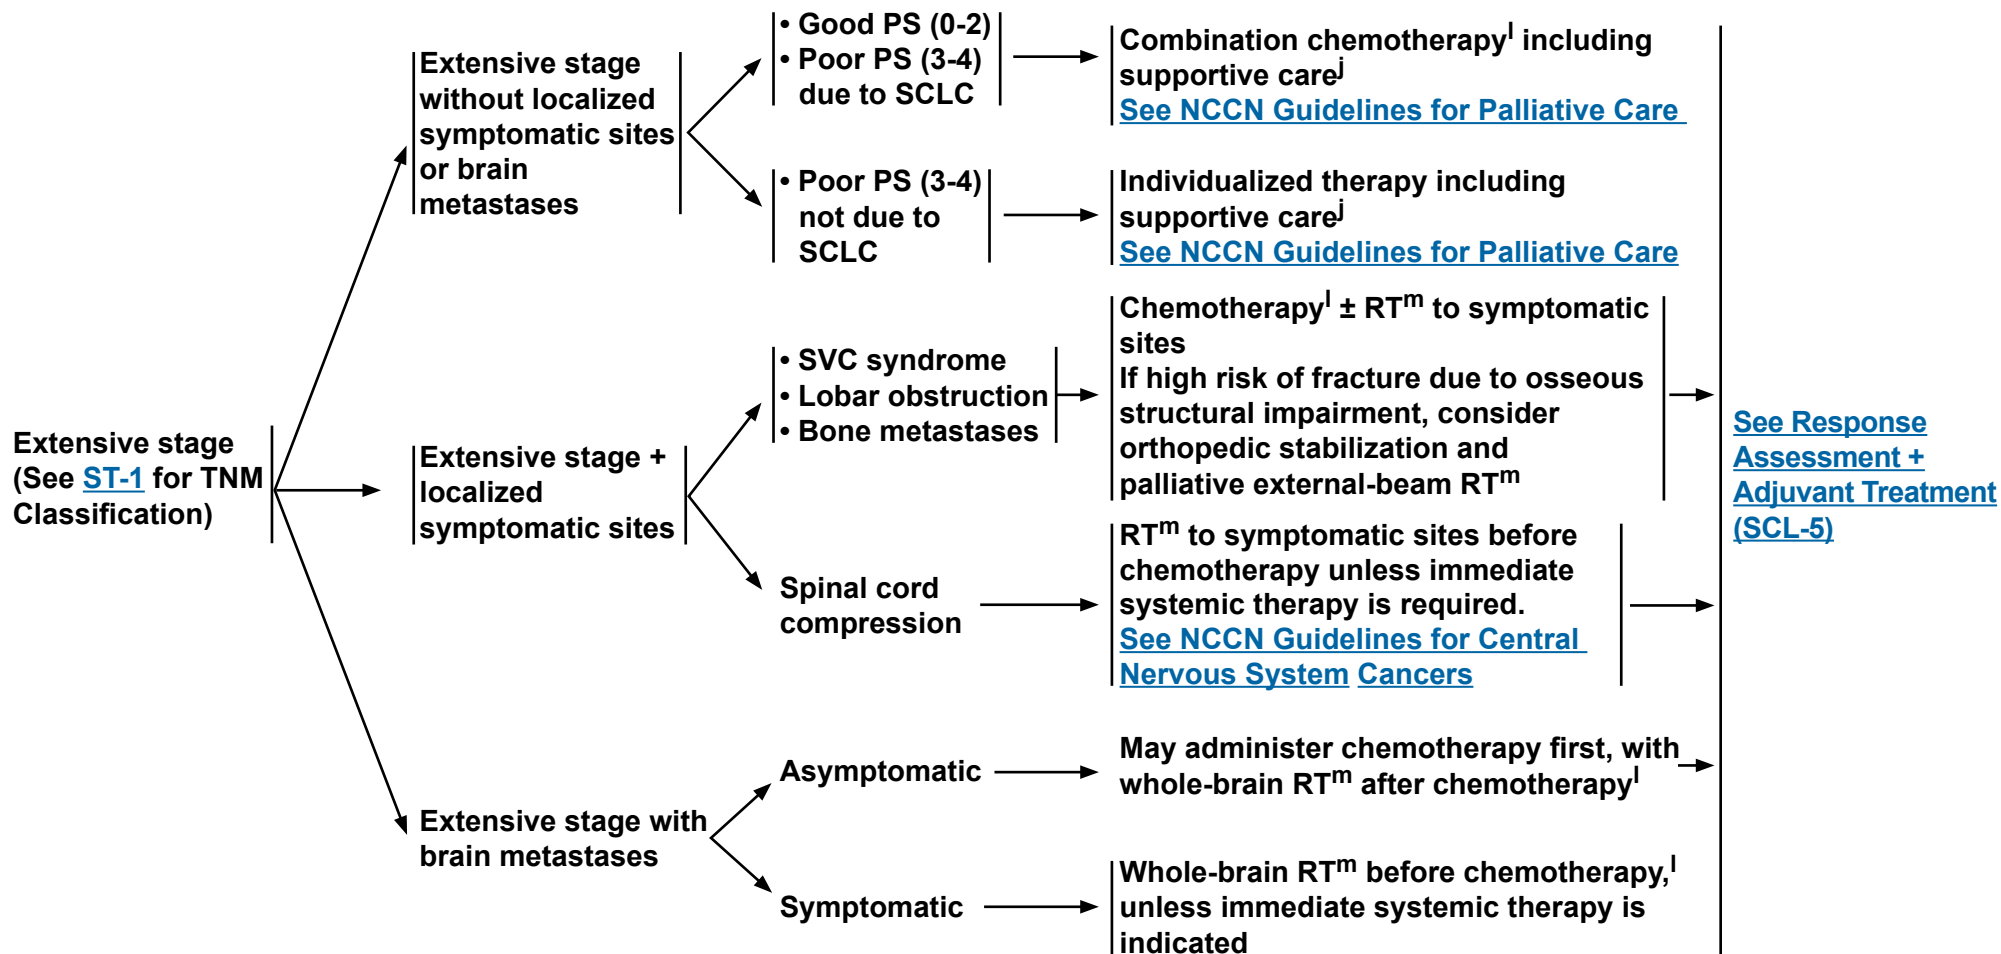 Extensive stage
(See ST-1 for TNM
Classification)
Extensive stage
without localized
symptomatic sites
or brain
metastases
• Good PS (0-2)
• Poor PS (3-4)
due to SCLC
Combination chemotherapyl including
supportive carej
See NCCN Guidelines for Palliative Care
• Poor PS (3-4)
not due to
SCLC
Individualized therapy including
supportive carej
See NCCN Guidelines for Palliative Care
Extensive stage +
localized
symptomatic sites
• SVC syndrome
• Lobar obstruction
• Bone metastases
Chemotherapyl ± RTm to symptomatic
sites
If high risk of fracture due to osseous
structural impairment, consider
orthopedic stabilization and
palliative external-beam RTm
Spinal cord
compression
RTm to symptomatic sites before
chemotherapy unless immediate
systemic therapy is required.
See NCCN Guidelines for Central
Nervous System Cancers
Extensive stage with
brain metastases
Asymptomatic
May administer chemotherapy first, with
whole-brain RTm after chemotherapyl
Symptomatic
Whole-brain RTm before chemotherapy,l
unless immediate systemic therapy is
indicated
See Response
Assessment +
Adjuvant Treatment
(SCL-5)